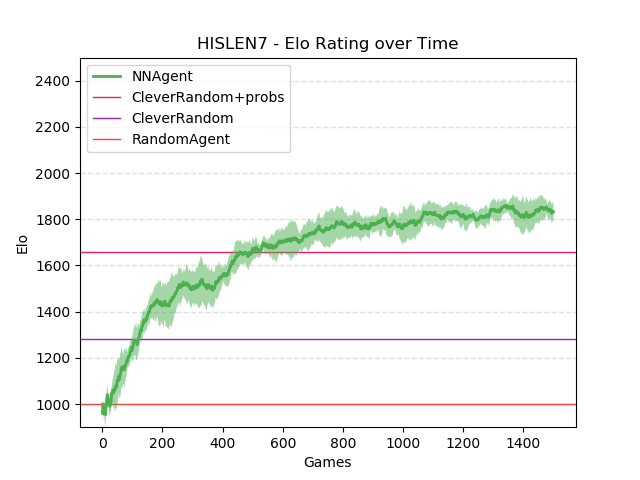 HISLEN7 - Elo Rating over Time
NNAgent
CleverRandom+probs
CleverRandom
RandomAgent
Elo
2400
2200
2000
1800
1600
1400
1200
1000
0 200 400 600 800 1000 1200 1400
Games